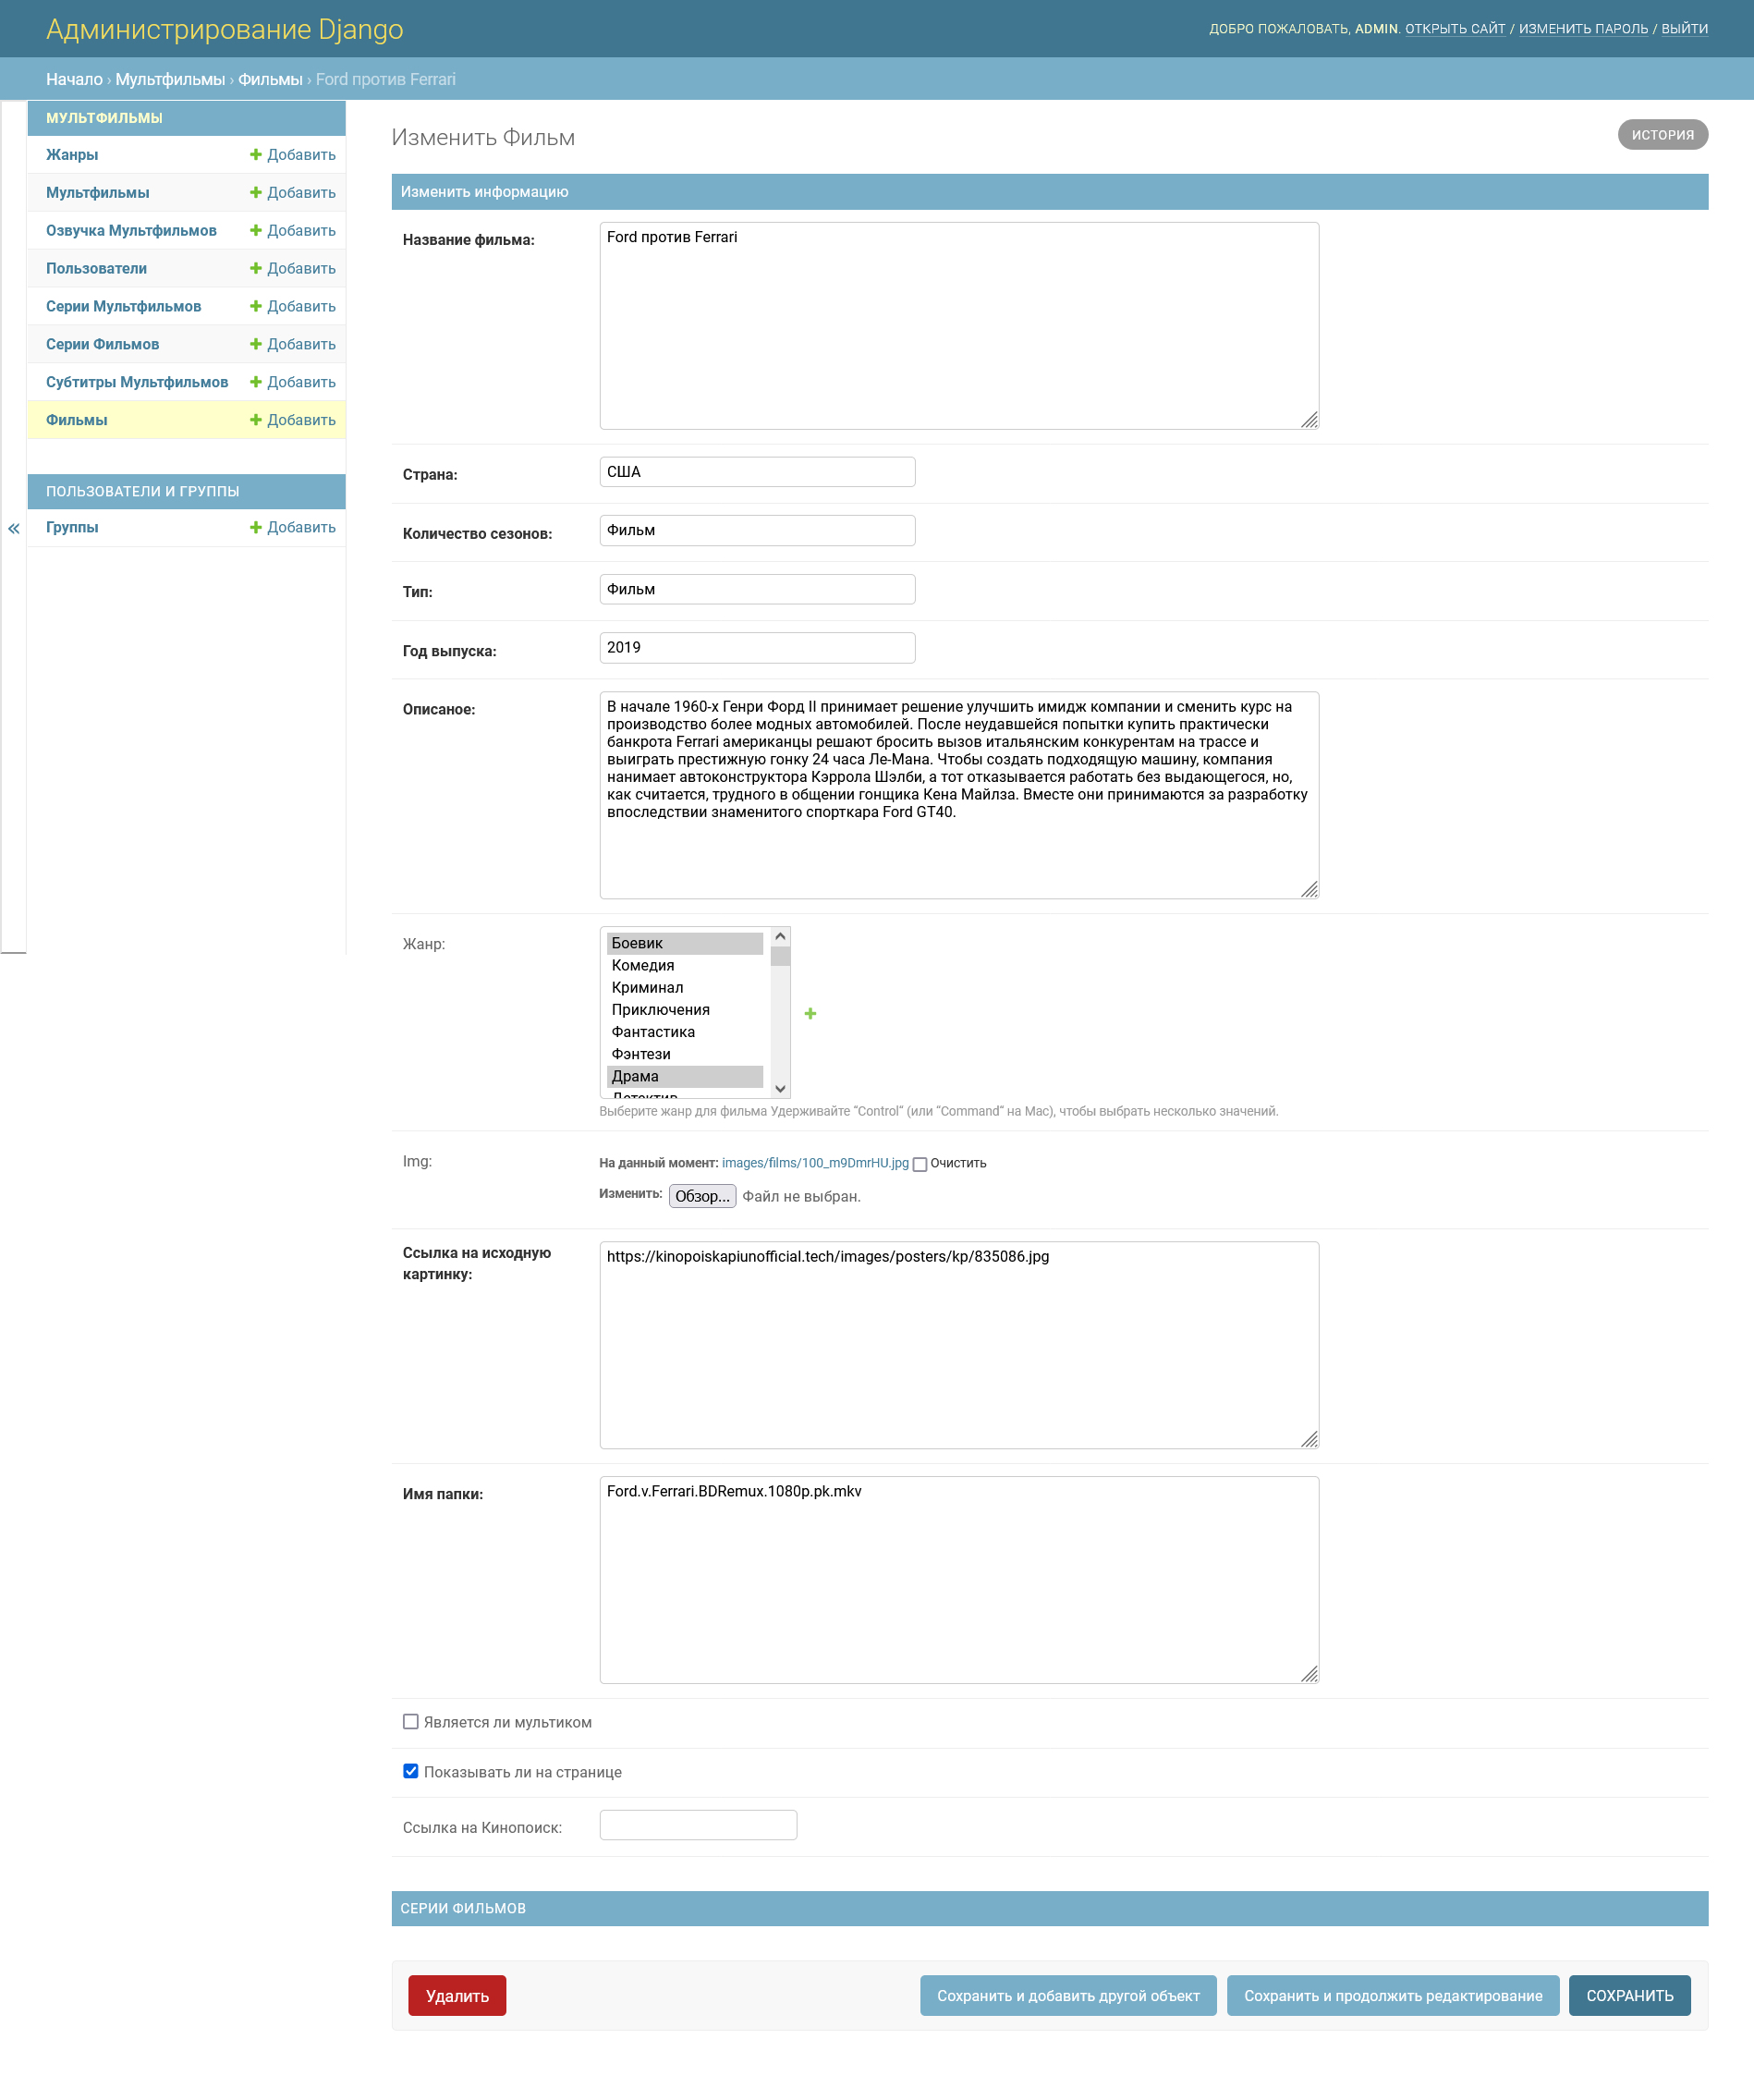 Администрирование Django
ДОБРО ПОЖАЛОВАТЬ, ADMIN. ОТКРЫТЬ САЙТ / ИЗМЕНИТЬ ПАРОЛЬ / ВЫЙТИ
Начало › Мультфильмы › Фильмы › Ford против Ferrari
МУЛЬТФИЛЬМЫ
Жанры Добавить
Мультфильмы Добавить
Озвучка Мультфильмов Добавить
Пользователи Добавить
Серии Мультфильмов Добавить
Серии Фильмов Добавить
Субтитры Мультфильмов Добавить
Фильмы Добавить
ПОЛЬЗОВАТЕЛИ И ГРУППЫ
Группы Добавить
«
Изменить Фильм
ИСТОРИЯ
Изменить информацию
Название фильма: Ford против Ferrari
Страна: США
Количество сезонов: Фильм
Тип: Фильм
Год выпуска: 2019
Описаное: В начале 1960-х Генри Форд II принимает решение улучшить имидж компании и сменить курс на
производство более модных автомобилей. После неудавшейся попытки купить практически
банкрота Ferrari американцы решают бросить вызов итальянским конкурентам на трассе и
выиграть престижную гонку 24 часа Ле-Мана. Чтобы создать подходящую машину, компания
нанимает автоконструктора Кэррола Шэлби, а тот отказывается работать без выдающегося, но,
как считается, трудного в общении гонщика Кена Майлза. Вместе они принимаются за разработку
впоследствии знаменитого спорткара Ford GT40.
Жанр: Боевик
Комедия
Криминал
Приключения
Фантастика
Фэнтези
Драма
Детектив
Выберите жанр для фильма Удерживайте “Control“ (или “Command“ на Mac), чтобы выбрать несколько значений.
Img: На данный момент: images/films/100_m9DmrHU.jpg Очистить
Изменить: Обзор... Файл не выбран.
Ссылка на исходную
картинку:
https://kinopoiskapiunofficial.tech/images/posters/kp/835086.jpg
Имя папки: Ford.v.Ferrari.BDRemux.1080p.pk.mkv
Является ли мультиком
Показывать ли на странице
Ссылка на Кинопоиск:
СЕРИИ ФИЛЬМОВ
Удалить Сохранить и добавить другой объект Сохранить и продолжить редактирование СОХРАНИТЬ